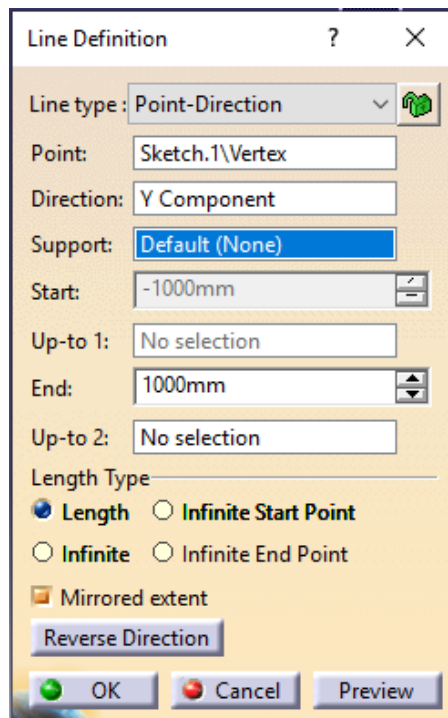 Line Definition ? X
Line type : Point-Direction
Point: Sketch.1\Vertex
Direction: Y Component
Support: Default (None)
Start: -1000mm
Up-to 1: No selection
End: 1000mm
Up-to 2: No selection
Length Type
Length Infinite Start Point
Infinite Infinite End Point
Mirrored extent
Reverse Direction
OK Cancel Preview